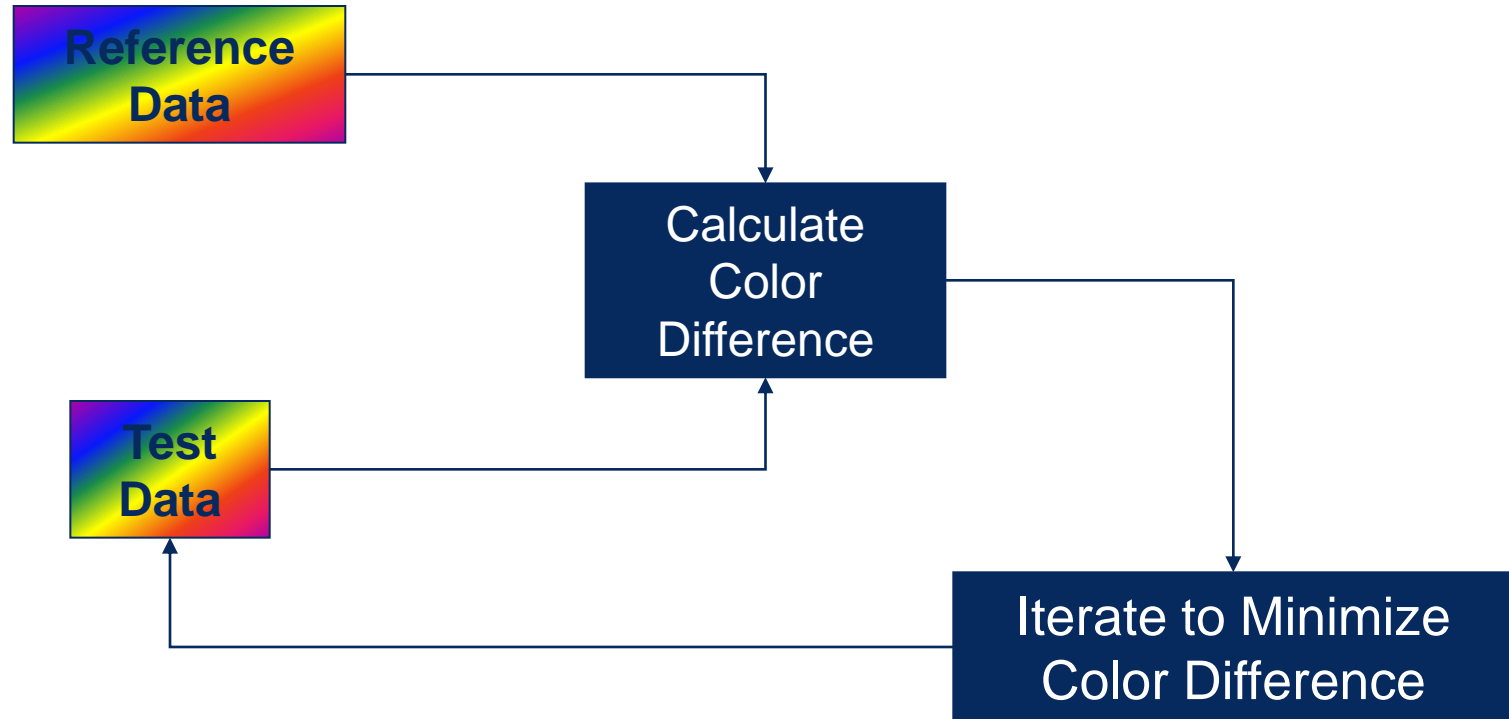 Reference
Data
Calculate
Color
Difference
Test
Data
Iterate to Minimize
Color Difference